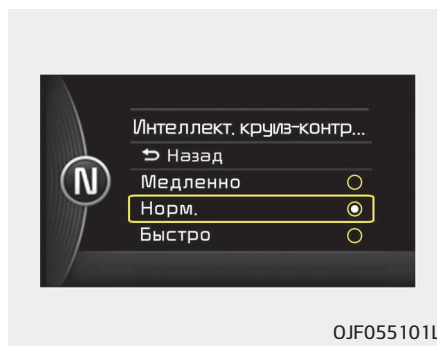 Интеллект. круиз-контр...
Назад
N
Медленно
Норм.
Быстро
OJF055101L